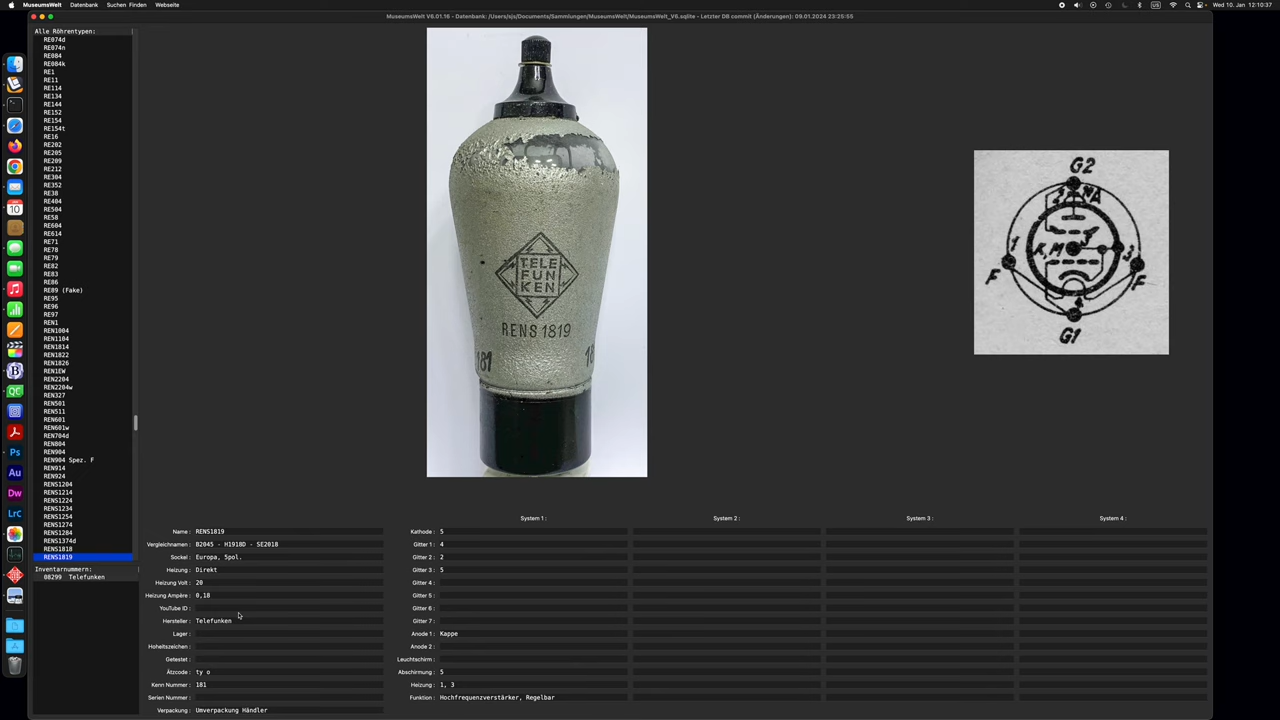 MuseumsWelt Datenbank Suchen Finden Webseite
US
Wed 10. Jan. 12:10:37
MuseumsWelt V6.01.16 - Datenbank: /Users/sjs/Documents/Sammlungen/MuseumsWelt/MuseumsWelt_V6.sqlite - Letzter DB commit (Änderungen): 09.01.2024 23:25:55
Alle Röhrentypen:
RE074d
RE074n
RE084
RE084k
RE1
RE11
RE114
RE134
RE144
RE152
RE154
RE154t
RE16
RE202
RE205
RE209
RE212
RE304
RE352
RE38
RE404
RE504
RE58
RE604
RE614
RE71
RE78
RE79
RE82
RE83
RE86
RE89 (Fake)
RE95
RE96
RE97
REN1
REN1004
REN1104
REN1814
REN1822
REN1826
REN1EW
REN2204
REN2204w
REN327
REN501
REN511
REN601
REN601w
REN704d
REN804
REN904
REN904 Spez. F
REN914
REN924
RENS1204
RENS1214
RENS1224
RENS1234
RENS1254
RENS1274
RENS1284
RENS1374d
RENS1818
RENS1819
Inventarnummern:
08299 Telefunken
TELE
FUN
KEN
RENS 1819
181
18
G2
A
K,M
F
F
G1
System 1 :
System 2 :
System 3 :
System 4 :
Name : RENS1819
Vergleichnamen : B2045 - H1918D - SE2018
Sockel : Europa, 5pol.
Heizung : Direkt
Heizung Volt : 20
Heizung Ampère : 0,18
YouTube ID :
Hersteller : Telefunken
Lager :
Hoheitszeichen :
Getestet :
Ätzcode : ty o
Kenn Nummer : 181
Serien Nummer :
Verpackung : Umverpackung Händler
Kathode : 5
Gitter 1 : 4
Gitter 2 : 2
Gitter 3 : 5
Gitter 4 :
Gitter 5 :
Gitter 6 :
Gitter 7 :
Anode 1 : Kappe
Anode 2 :
Leuchtschirm :
Abschirmung : 5
Heizung : 1, 3
Funktion : Hochfrequenzverstärker, Regelbar